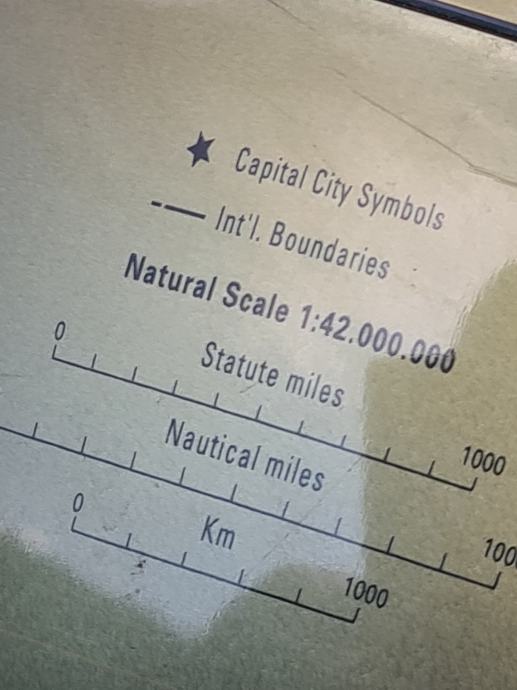 Capital City Symbols
Int'l. Boundaries
Natural Scale 1:42.000.000
Statute miles
0 1000
Nautical miles
Km
0 1000